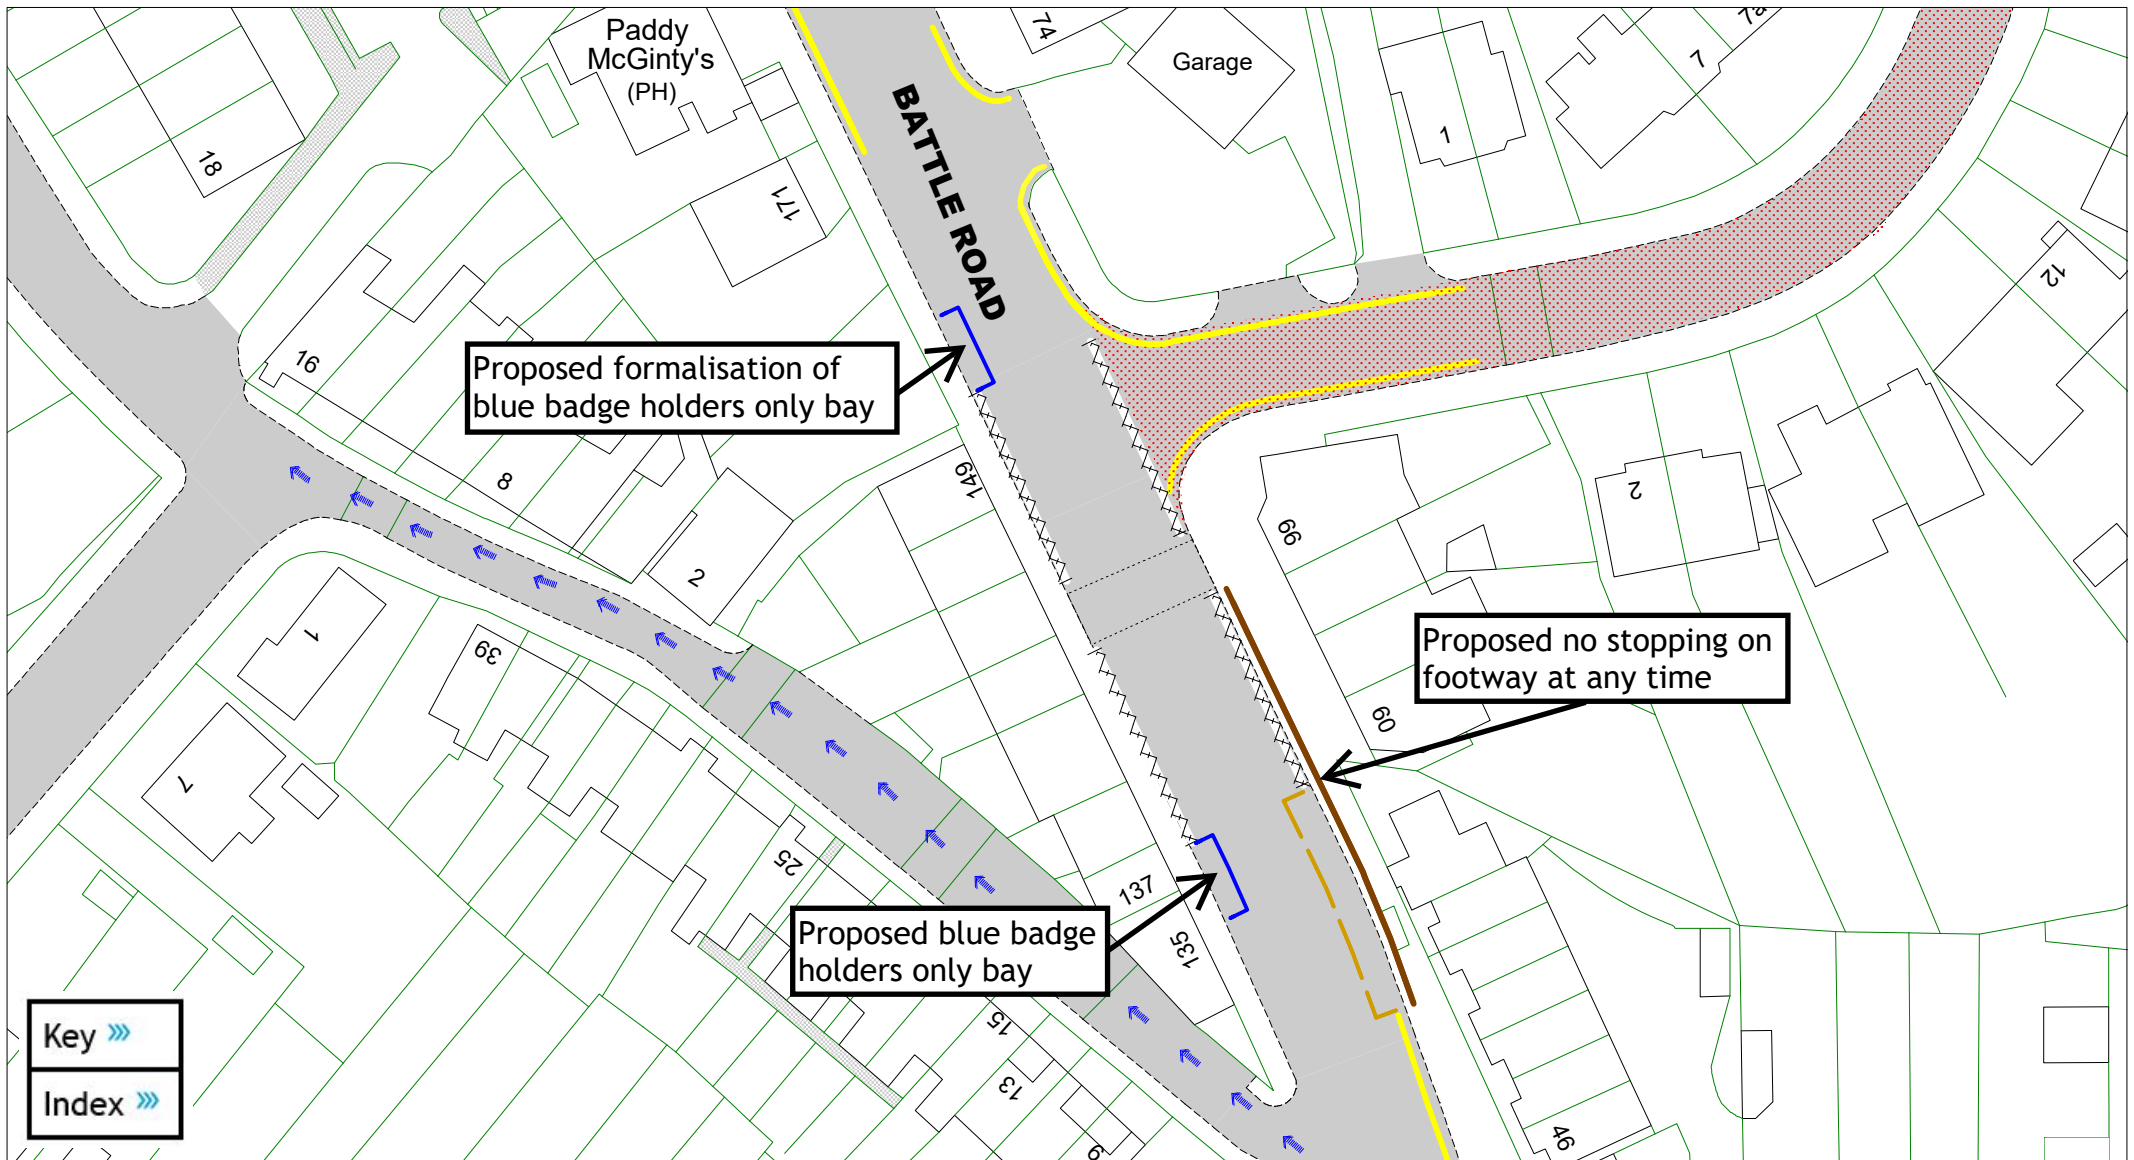 Paddy
McGinty's
(PH)
74
Garage
1
7
7a
18
171
BATTLE ROAD
12
16
Proposed formalisation of
blue badge holders only bay
149
8
2
66
2
1
39
Proposed no stopping on
footway at any time
60
7
25
137
135
Proposed blue badge
holders only bay
15
13
9
46
Key
Index